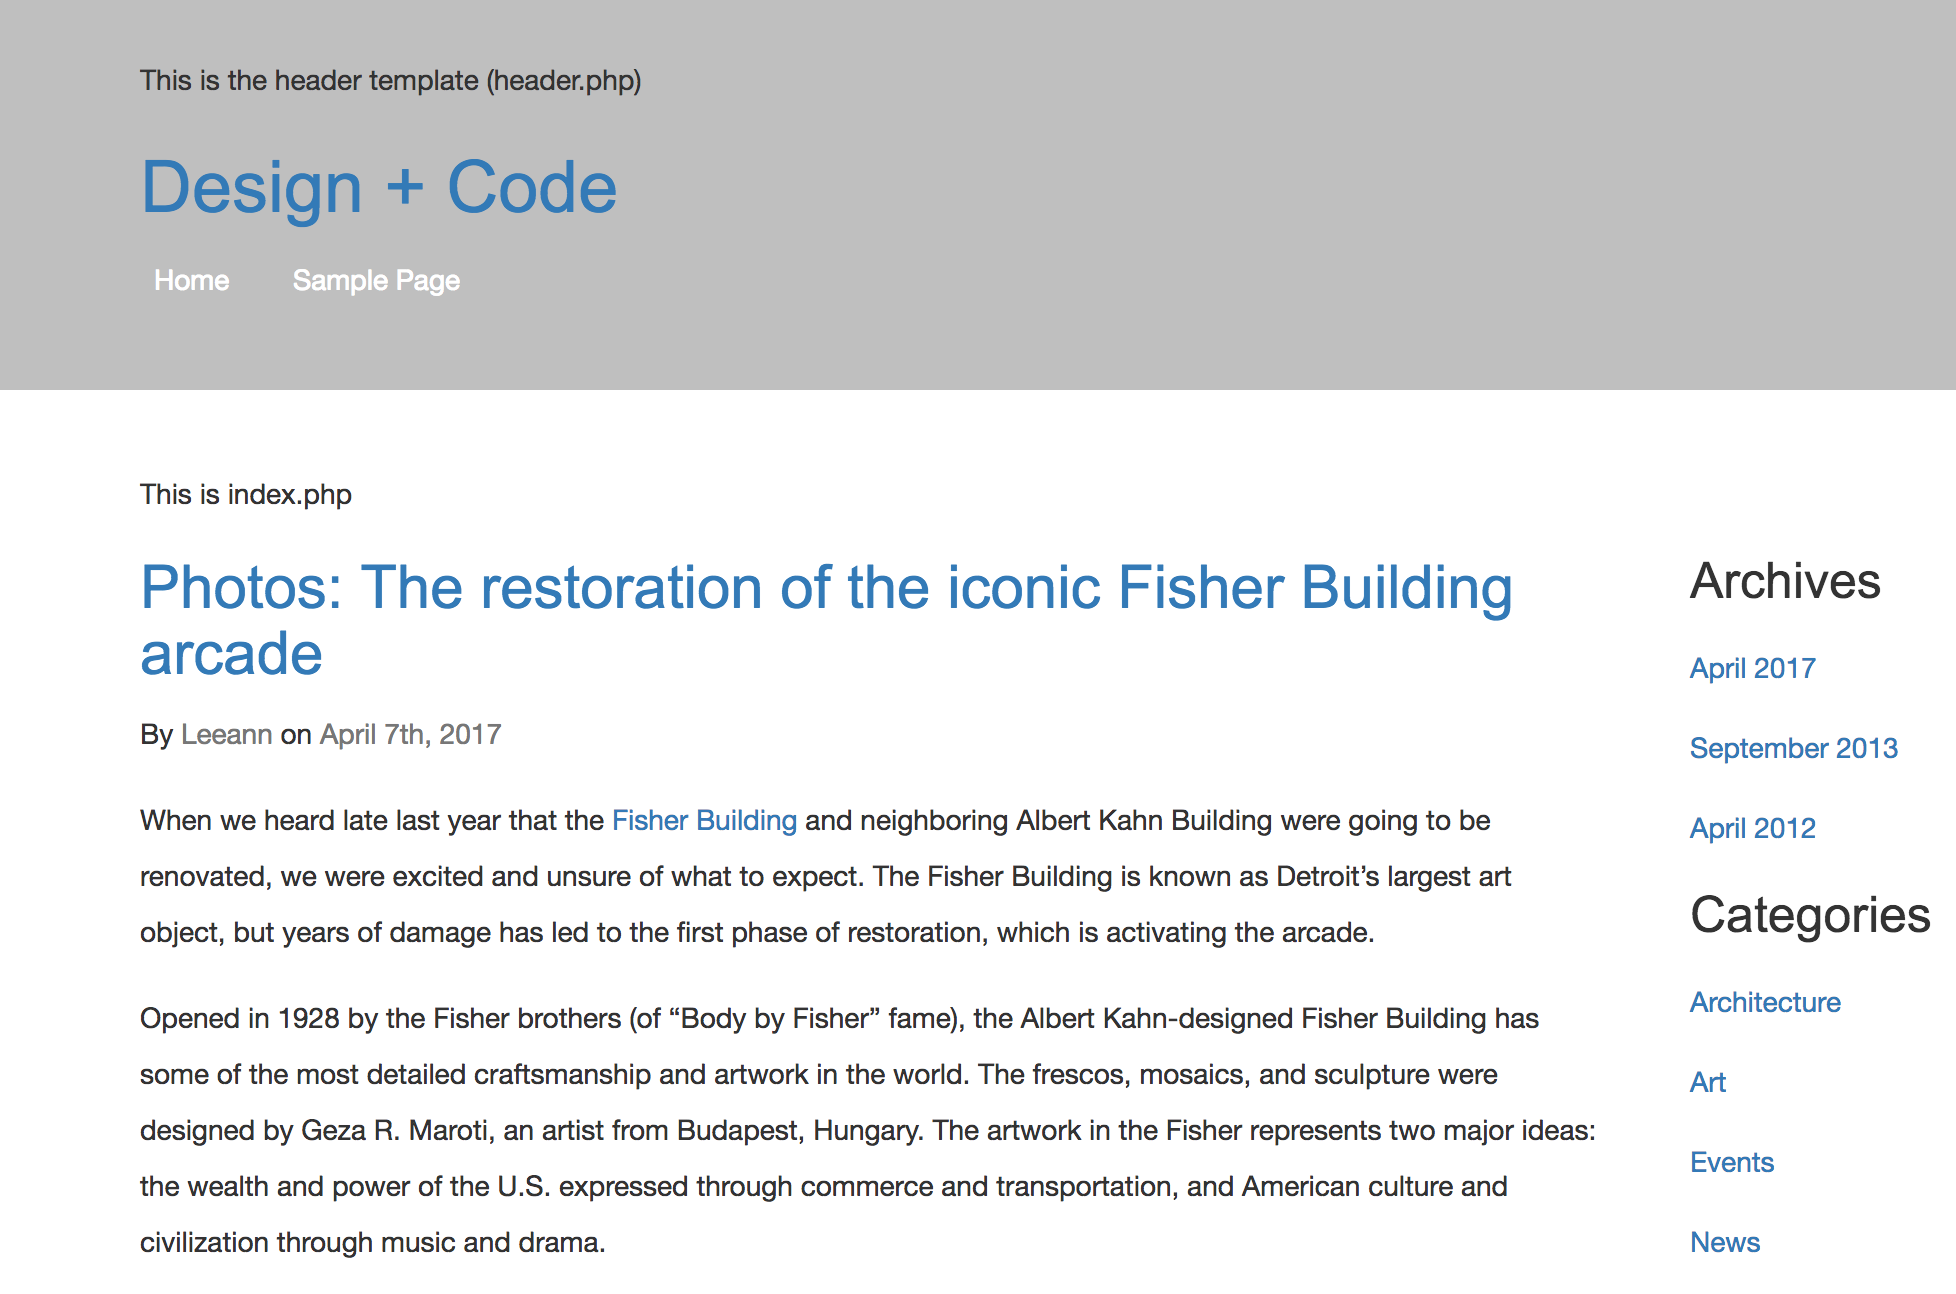 This is the header template (header.php)
Design + Code
Home Sample Page
This is index.php
Photos: The restoration of the iconic Fisher Building
arcade
By Leeann on April 7th, 2017
When we heard late last year that the Fisher Building and neighboring Albert Kahn Building were going to be
renovated, we were excited and unsure of what to expect. The Fisher Building is known as Detroit’s largest art
object, but years of damage has led to the first phase of restoration, which is activating the arcade.
Opened in 1928 by the Fisher brothers (of “Body by Fisher” fame), the Albert Kahn-designed Fisher Building has
some of the most detailed craftsmanship and artwork in the world. The frescos, mosaics, and sculpture were
designed by Geza R. Maroti, an artist from Budapest, Hungary. The artwork in the Fisher represents two major ideas:
the wealth and power of the U.S. expressed through commerce and transportation, and American culture and
civilization through music and drama.
Archives
April 2017
September 2013
April 2012
Categories
Architecture
Art
Events
News